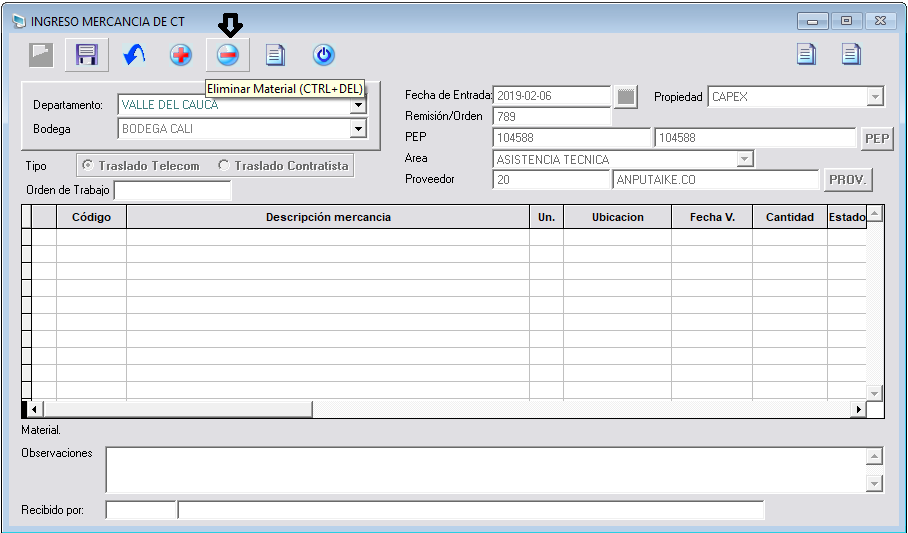 INGRESO MERCANCIA DE CT
Eliminar Material (CTRL+DEL)
Departamento: VALLE DEL CAUCA
Bodega BODEGA CALI
Tipo Traslado Telecom Traslado Contratista
Orden de Trabajo
Fecha de Entrada: 2019-02-06 Propiedad CAPEX
Remisión/Orden 789
PEP 104588 104588 PEP
Area ASISTENCIA TECNICA
Proveedor 20 ANPUTAIKE.CO PROV.
Código Descripción mercancia Un. Ubicacion Fecha V. Cantidad Estado
Material.
Observaciones
Recibido por: